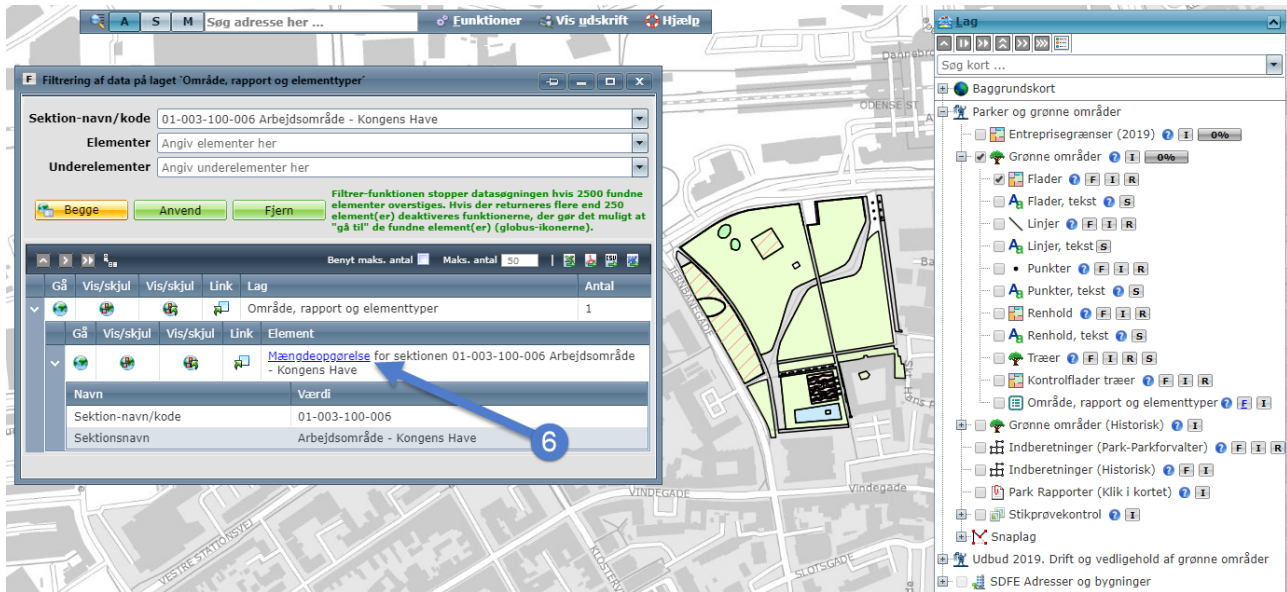 A S M Søg adresse her ... Funktioner Vis udskrift Hjælp
F Filtrering af data på laget `Område, rapport og elementtyper´
Sektion-navn/kode 01-003-100-006 Arbejdsområde - Kongens Have
Elementer Angiv elementer her
Underelementer Angiv underelementer her
Begge Anvend Fjern
Filtrer-funktionen stopper datasøgningen hvis 2500 fundne
elementer overstiges. Hvis der returneres flere end 250
element(er) deaktiveres funktionerne, der gør det muligt at
"gå til" de fundne element(er) (globus-ikonerne).
Benyt maks. antal Maks. antal 50
Gå Vis/skjul Vis/skjul Link Lag Antal
Område, rapport og elementtyper 1
Gå Vis/skjul Vis/skjul Link Element
Mængdeopgørelse for sektionen 01-003-100-006 Arbejdsområde
- Kongens Have
Navn Værdi
Sektion-navn/kode 01-003-100-006
Sektionsnavn Arbejdsområde - Kongens Have
6
Dannebro
ODENSE ST
JERNBANEGADE
VINDEGADE
Vindegade
VESTRE STATIONSVEJ
KLOSTERV
SLOTSGADE
Lag
Søg kort ...
Baggrundskort
Parker og grønne områder
Entreprisegrænser (2019) ? I 0%
Grønne områder ? I 0%
Flader ? F I R
Flader, tekst ? S
Linjer ? F I R
Linjer, tekst S
Punkter ? F I R
Punkter, tekst ? S
Renhold ? F I R
Renhold, tekst ? S
Træer ? F I R S
Kontrolflader træer ? F I R
Område, rapport og elementtyper ? F I
Grønne områder (Historisk) ? I
Indberetninger (Park-Parkforvalter) ? F I R
Indberetninger (Historisk) ? F I
Park Rapporter (Klik i kortet) ? I
Stikprøvekontrol ? I
Snaplag
Udbud 2019. Drift og vedligehold af grønne områder
SDFE Adresser og bygninger